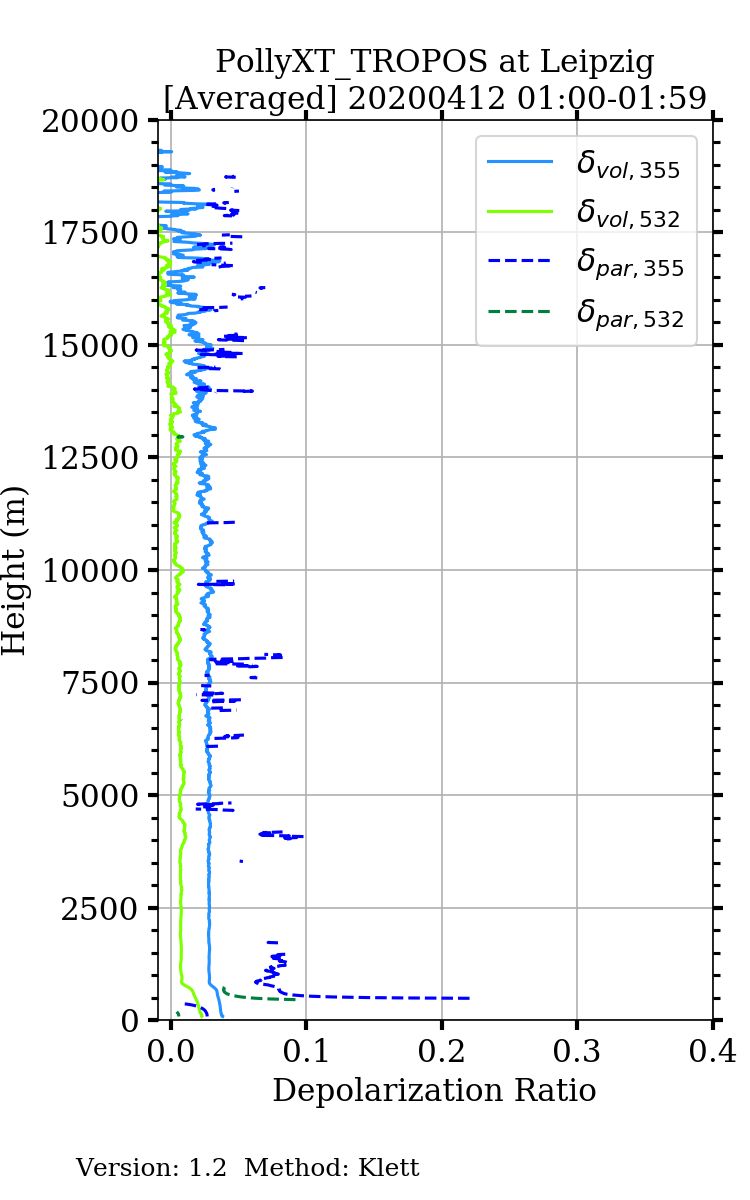 PollyXT_TROPOS at Leipzig
[Averaged] 20200412 01:00-01:59
20000
17500
15000
12500
10000
7500
5000
2500
0
Height (m)
δvol, 355
δvol, 532
δpar, 355
δpar, 532
0.0 0.1 0.2 0.3 0.4
Depolarization Ratio
Version: 1.2 Method: Klett